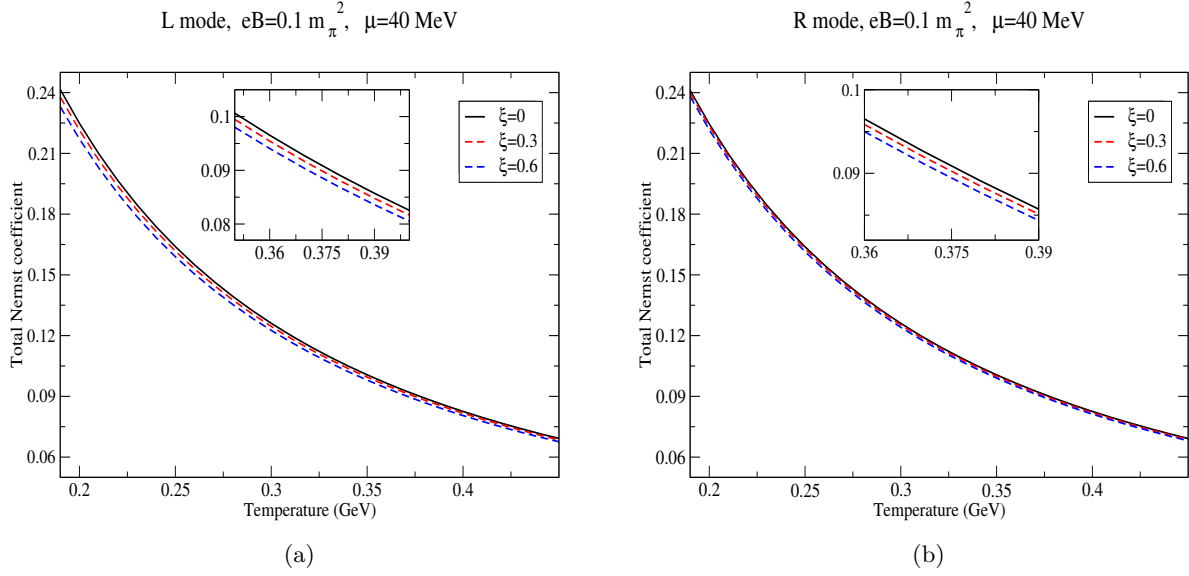 L mode, eB=0.1 m_π^2, μ=40 MeV
0.24
0.21
0.18
0.15
0.12
0.09
0.06
Total Nernst coefficient
0.1
0.09
0.08
0.36
0.375
0.39
ξ=0
ξ=0.3
ξ=0.6
0.2
0.25
0.3
0.35
0.4
Temperature (GeV)
(a)
R mode, eB=0.1 m_π^2, μ=40 MeV
0.24
0.21
0.18
0.15
0.12
0.09
0.06
Total Nernst coefficient
0.1
0.09
0.36
0.375
0.39
ξ=0
ξ=0.3
ξ=0.6
0.2
0.25
0.3
0.35
0.4
Temperature (GeV)
(b)